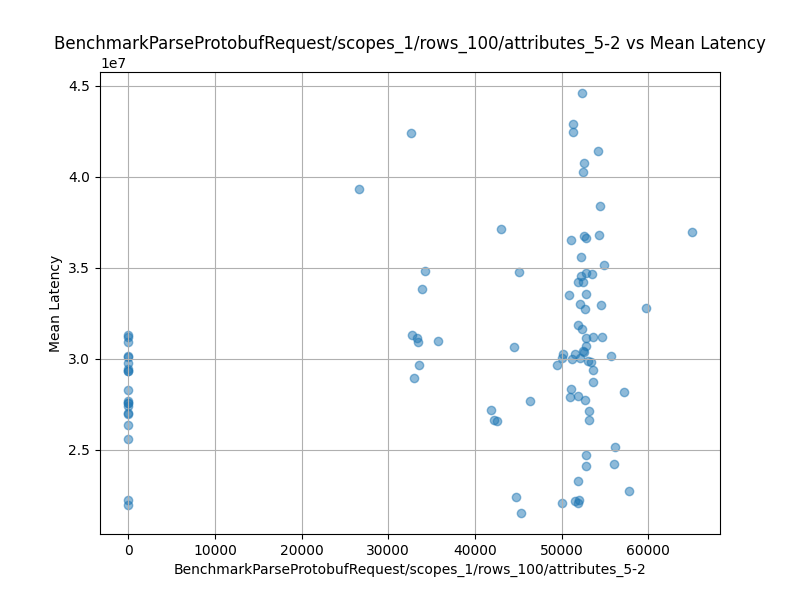 BenchmarkParseProtobufRequest/scopes_1/rows_100/attributes_5-2 vs Mean Latency
1e7
4.5
4.0
3.5
3.0
2.5
Mean Latency
0 10000 20000 30000 40000 50000 60000
BenchmarkParseProtobufRequest/scopes_1/rows_100/attributes_5-2